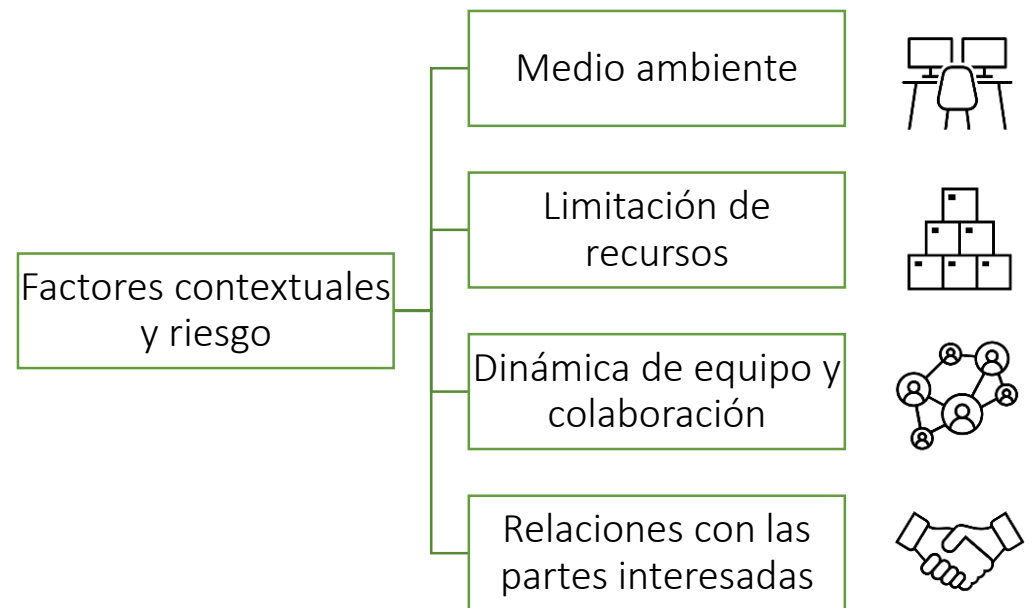 Medio ambiente
Limitación de
recursos
Factores contextuales
y riesgo
Dinámica de equipo y
colaboración
Relaciones con las
partes interesadas